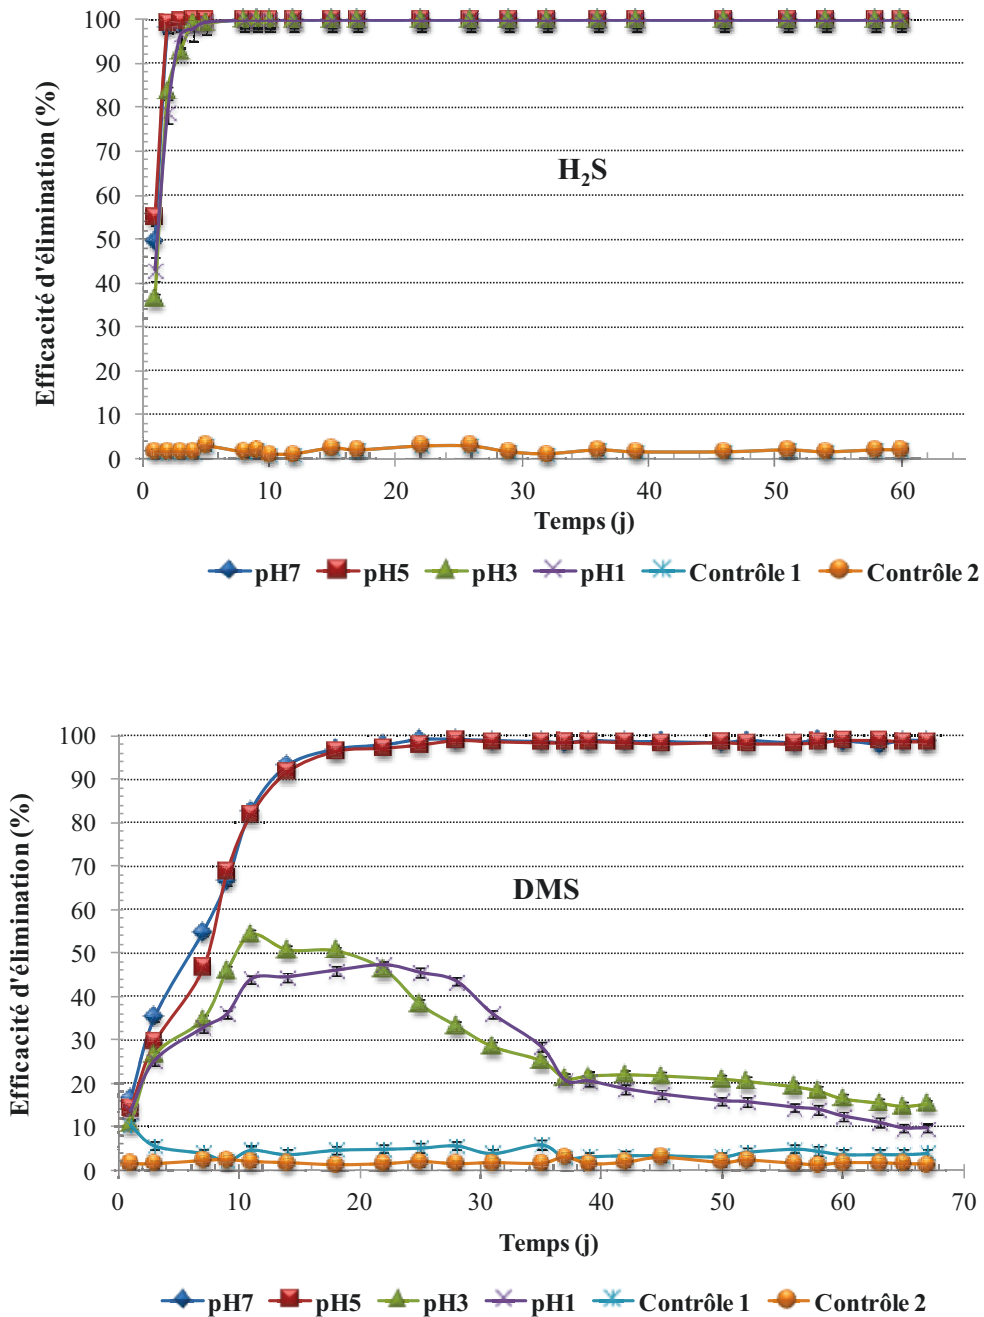 100
90
80
70
60
50
40
30
20
10
0
Efficacité d'élimination (%)
H₂S
0 10 20 30 40 50 60
Temps (j)
pH7 pH5 pH3 pH1 Contrôle 1 Contrôle 2
100
90
80
70
60
50
40
30
20
10
0
Efficacité d'élimination (%)
DMS
0 10 20 30 40 50 60 70
Temps (j)
pH7 pH5 pH3 pH1 Contrôle 1 Contrôle 2